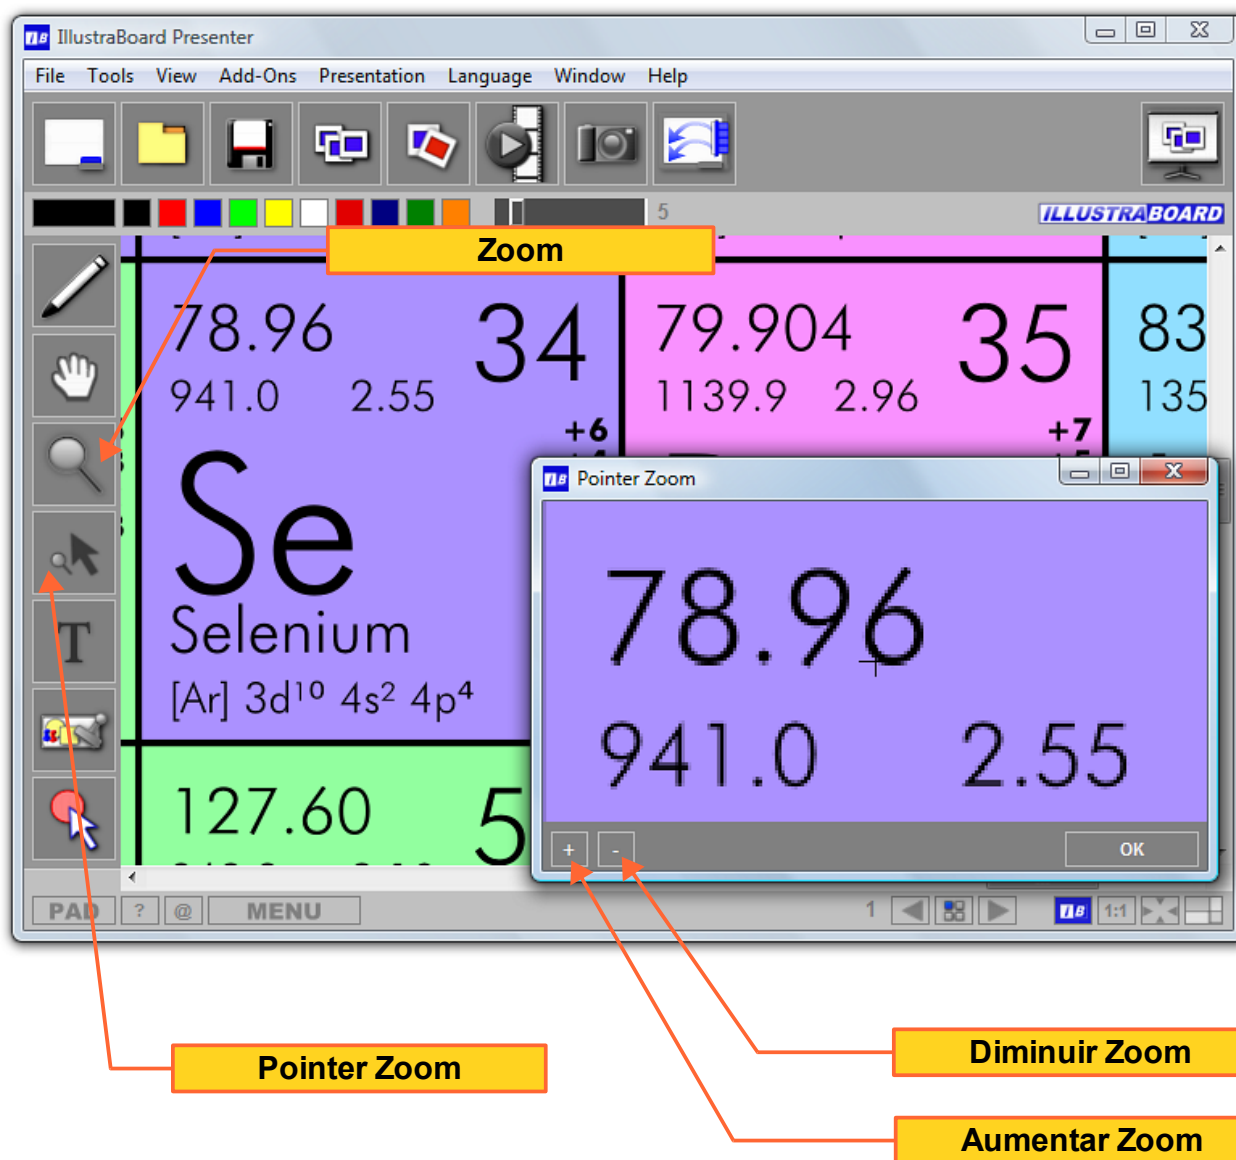 IllustraBoard Presenter
File Tools View Add-Ons Presentation Language Window Help
5
ILLUSTRABOARD
Zoom
78.96 34 79.904 35 83
941.0 2.55 1139.9 2.96 135
+6 +7
Se
Pointer Zoom
78.96
Selenium
[Ar] 3d¹⁰ 4s² 4p⁴
941.0 2.55
127.60 5
+ - OK
PAD ? @ MENU 1 IB 1:1
Pointer Zoom
Diminuir Zoom
Aumentar Zoom